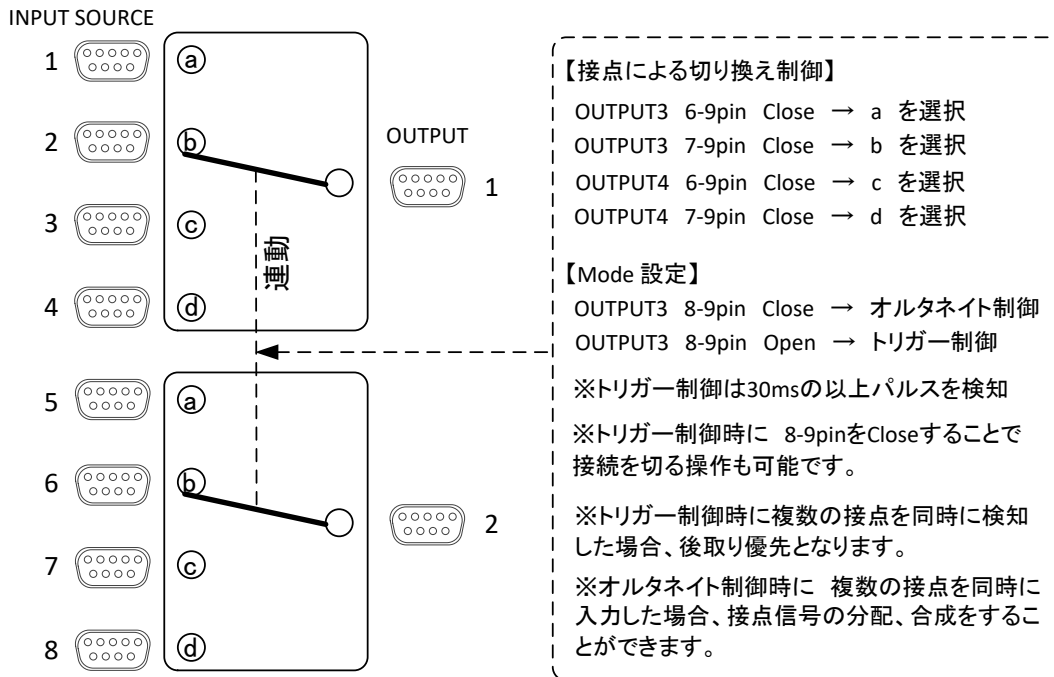 INPUT SOURCE
1
ⓐ
2
ⓑ
OUTPUT
1
3
ⓒ
連動
4
ⓓ
5
ⓐ
6
ⓑ
2
7
ⓒ
8
ⓓ
【接点による切り換え制御】
OUTPUT3 6-9pin Close → a を選択
OUTPUT3 7-9pin Close → b を選択
OUTPUT4 6-9pin Close → c を選択
OUTPUT4 7-9pin Close → d を選択
【Mode 設定】
OUTPUT3 8-9pin Close → オルタネイト制御
OUTPUT3 8-9pin Open → トリガー制御
※トリガー制御は30msの以上パルスを検知
※トリガー制御時に 8-9pinをCloseすることで
接続を切る操作も可能です。
※トリガー制御時に複数の接点を同時に検知
した場合、後取り優先となります。
※オルタネイト制御時に 複数の接点を同時に
入力した場合、接点信号の分配、合成をするこ
とができます。